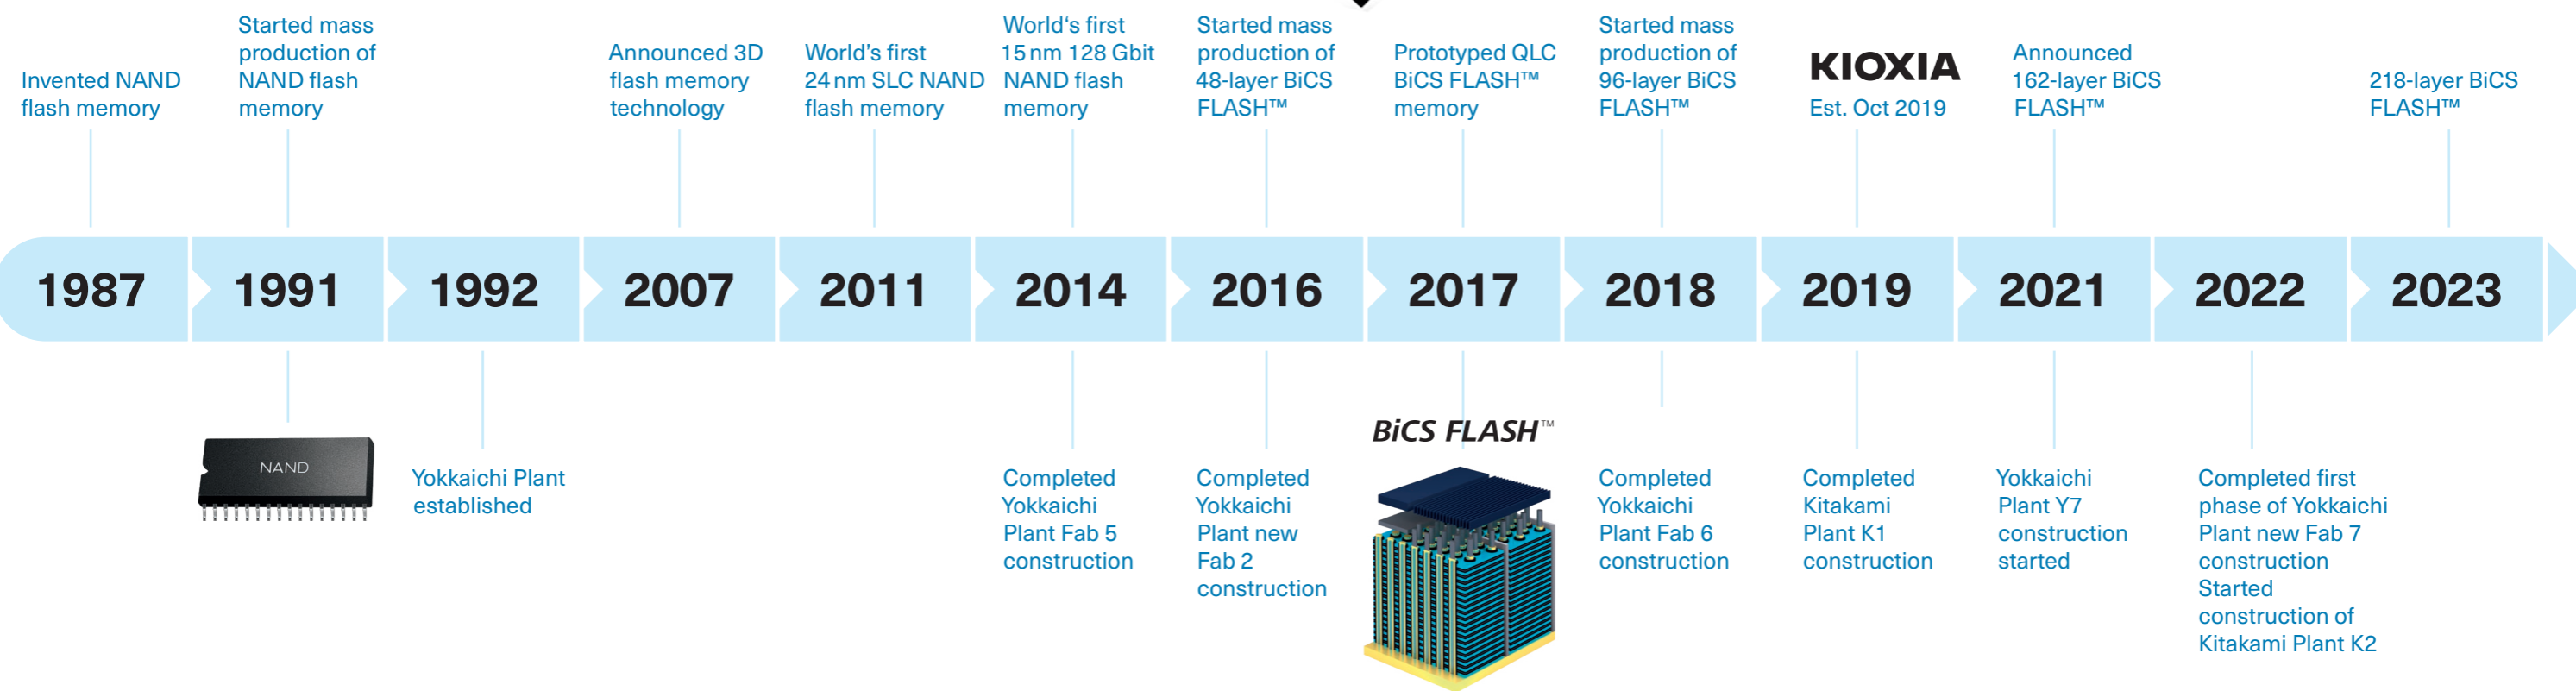 Invented NAND
flash memory
Started mass
production of
NAND flash
memory
Announced 3D
flash memory
technology
World’s first
24 nm SLC NAND
flash memory
World‘s first
15 nm 128 Gbit
NAND flash
memory
Started mass
production of
48-layer BiCS
FLASH™
Prototyped QLC
BiCS FLASH™
memory
Started mass
production of
96-layer BiCS
FLASH™
KIOXIA
Est. Oct 2019
Announced
162-layer BiCS
FLASH™
218-layer BiCS
FLASH™
1987
1991
1992
2007
2011
2014
2016
2017
2018
2019
2021
2022
2023
NAND
Yokkaichi Plant
established
Completed
Yokkaichi
Plant Fab 5
construction
Completed
Yokkaichi
Plant new
Fab 2
construction
BiCS FLASH™
Completed
Yokkaichi
Plant Fab 6
construction
Completed
Kitakami
Plant K1
construction
Yokkaichi
Plant Y7
construction
started
Completed first
phase of Yokkaichi
Plant new Fab 7
construction
Started
construction of
Kitakami Plant K2